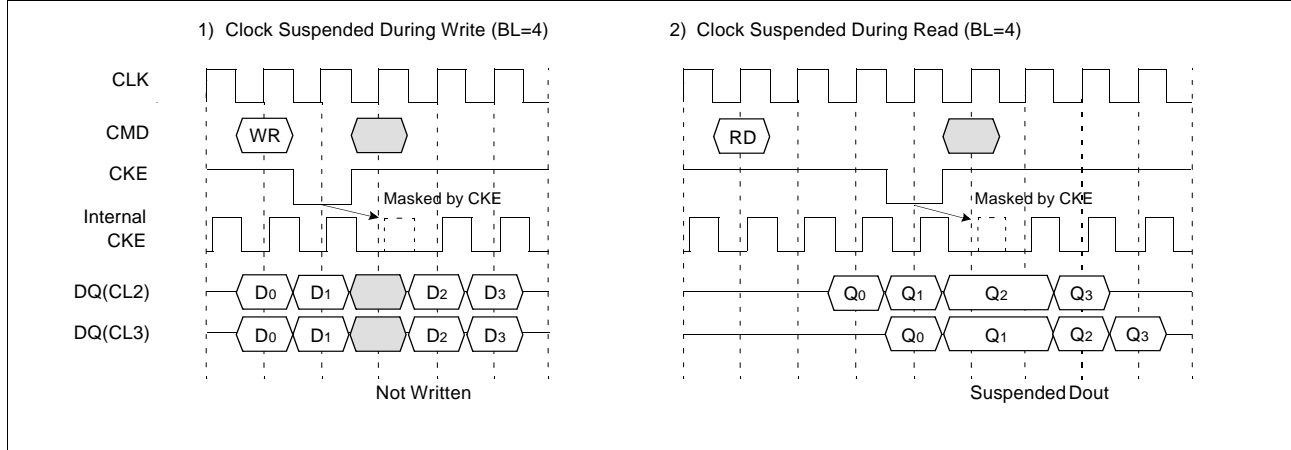 1) Clock Suspended During Write (BL=4)
2) Clock Suspended During Read (BL=4)
CLK
CMD
WR
RD
CKE
Masked by CKE
Masked by CKE
Internal
CKE
DQ(CL2)
D0 D1 D2 D3
Q0 Q1 Q2 Q3
DQ(CL3)
D0 D1 D2 D3
Q0 Q1 Q2 Q3
Not Written
Suspended Dout